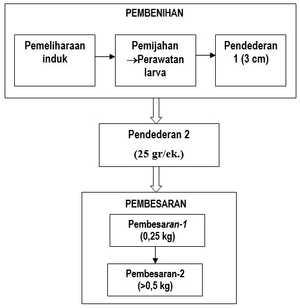 PEMBENIHAN
Pemeliharaan
induk
Pemijahan
→Perawatan
larva
Pendederan
1 (3 cm)
Pendederan 2
(25 gr/ek.)
PEMBESARAN
Pembesaran-1
(0,25 kg)
Pembesaran-2
(>0,5 kg)